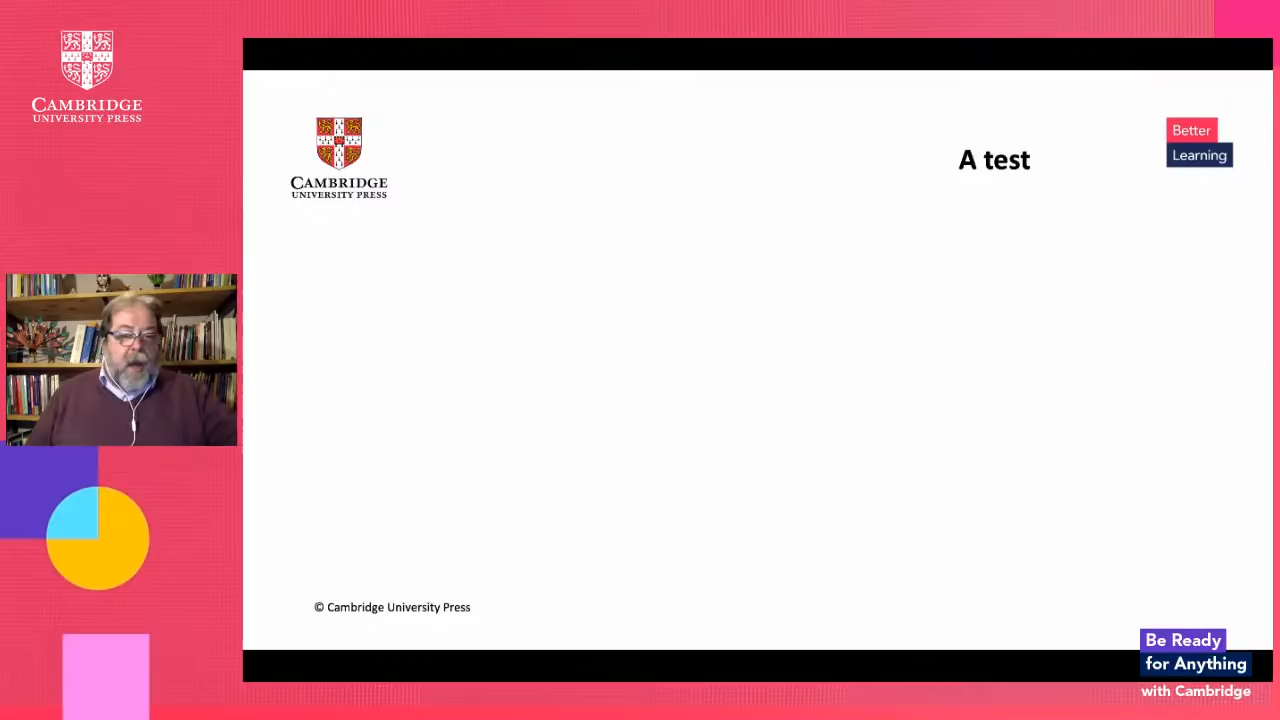 CAMBRIDGE
UNIVERSITY PRESS
CAMBRIDGE
UNIVERSITY PRESS
A test
Better
Learning
© Cambridge University Press
Be Ready
for Anything
with Cambridge